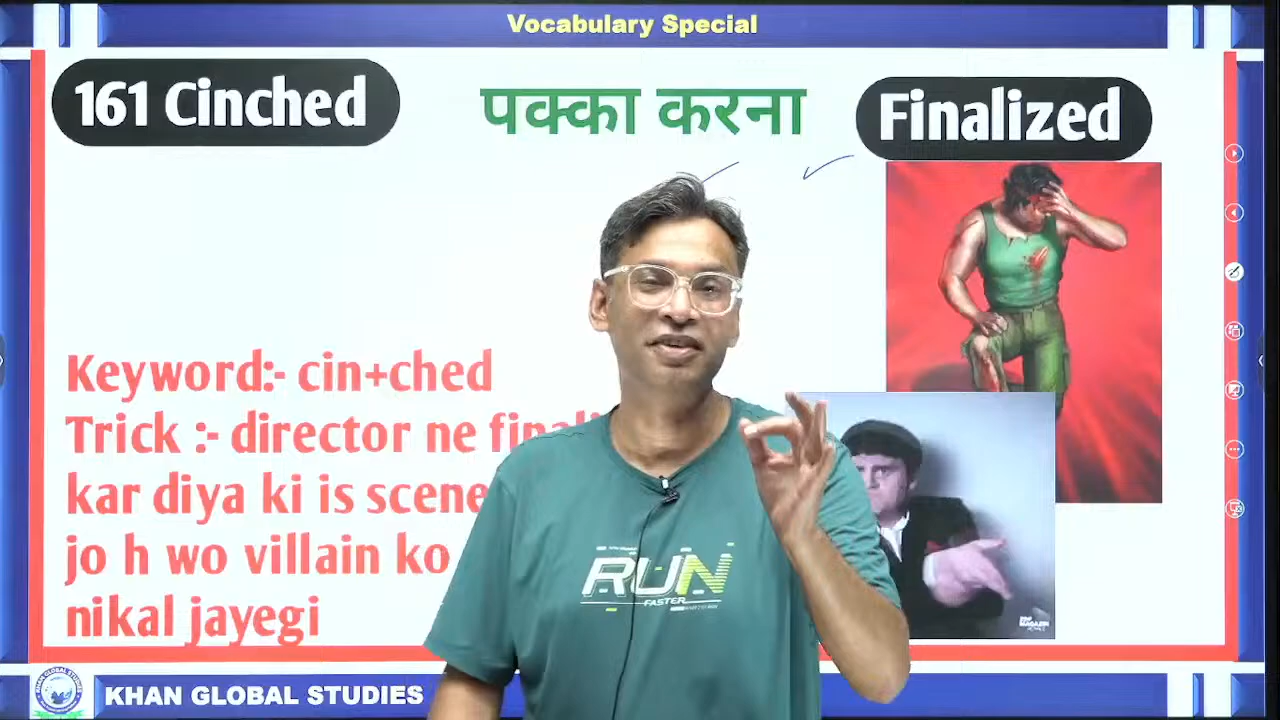 Vocabulary Special
161 Cinched
पक्का करना
Finalized
Keyword:- cin+ched
Trick :- director ne
kar diya ki is scene
jo h wo villain ko
nikal jayegi
RUN
FASTER
KHAN GLOBAL STUDIES